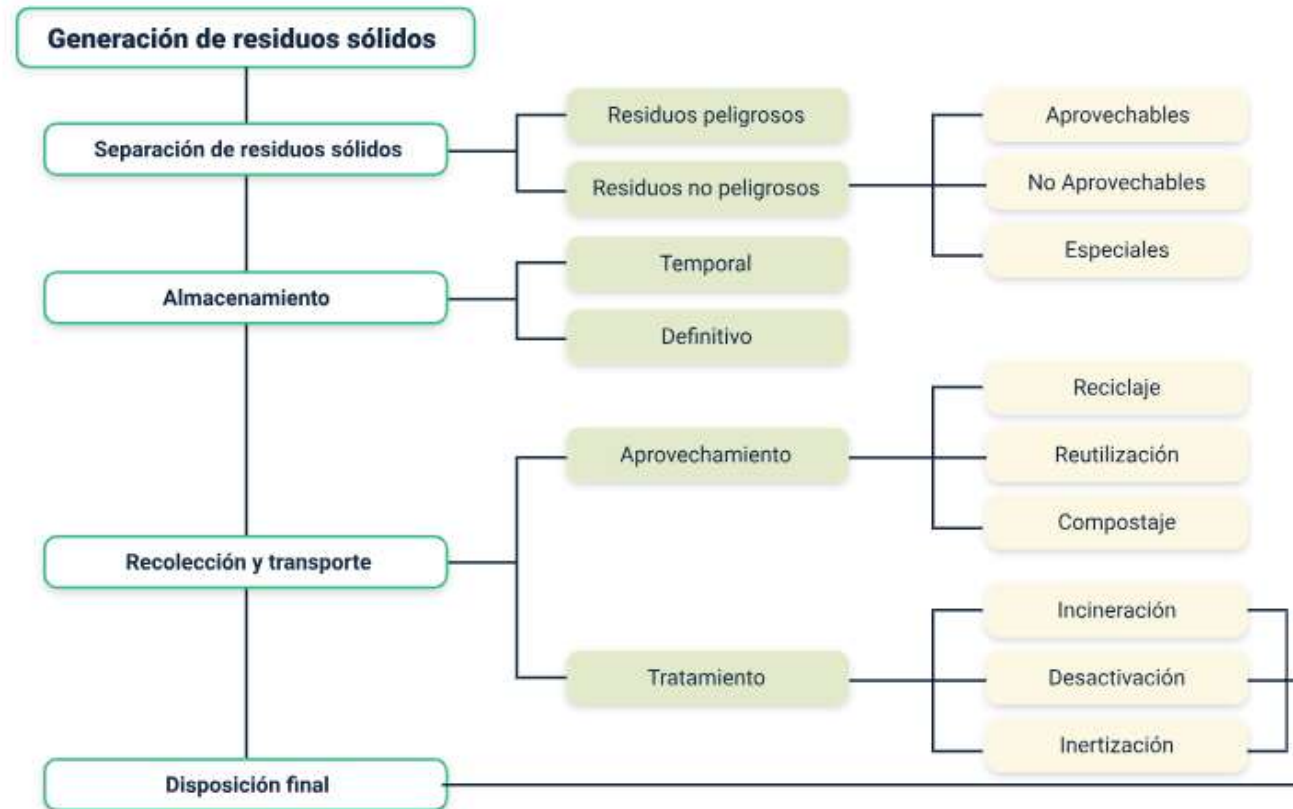 Generación de residuos sólidos
Separación de residuos sólidos
Residuos peligrosos
Residuos no peligrosos
Aprovechables
No Aprovechables
Especiales
Almacenamiento
Temporal
Definitivo
Recolección y transporte
Aprovechamiento
Reciclaje
Reutilización
Compostaje
Tratamiento
Incineración
Desactivación
Inertización
Disposición final